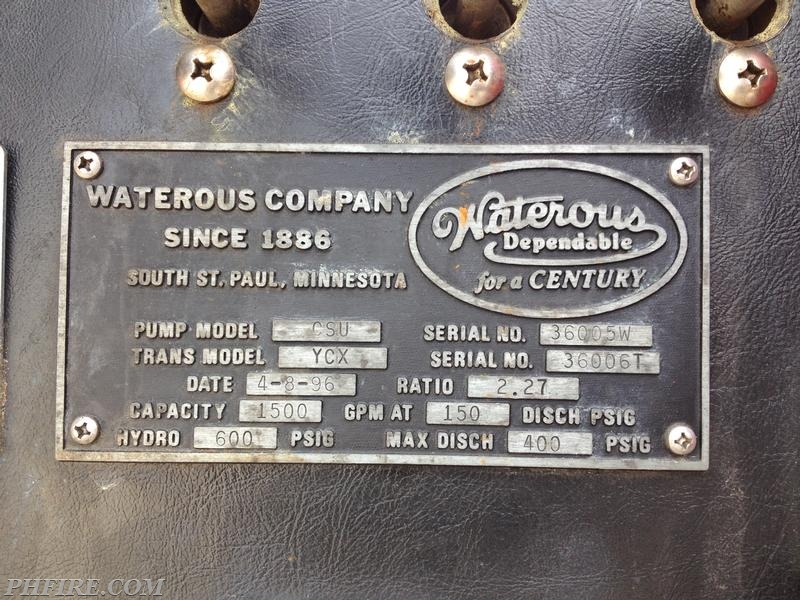 WATEROUS COMPANY
SINCE 1886
SOUTH ST. PAUL, MINNESOTA
Waterous
Dependable
for a CENTURY
PUMP MODEL CSU SERIAL NO. 36005W
TRANS MODEL YCX SERIAL NO. 36006T
DATE 4-8-96 RATIO 2.27
CAPACITY 1500 GPM AT 150 DISCH PSIG
HYDRO 600 PSIG MAX DISCH 400 PSIG
PHFIRE.COM